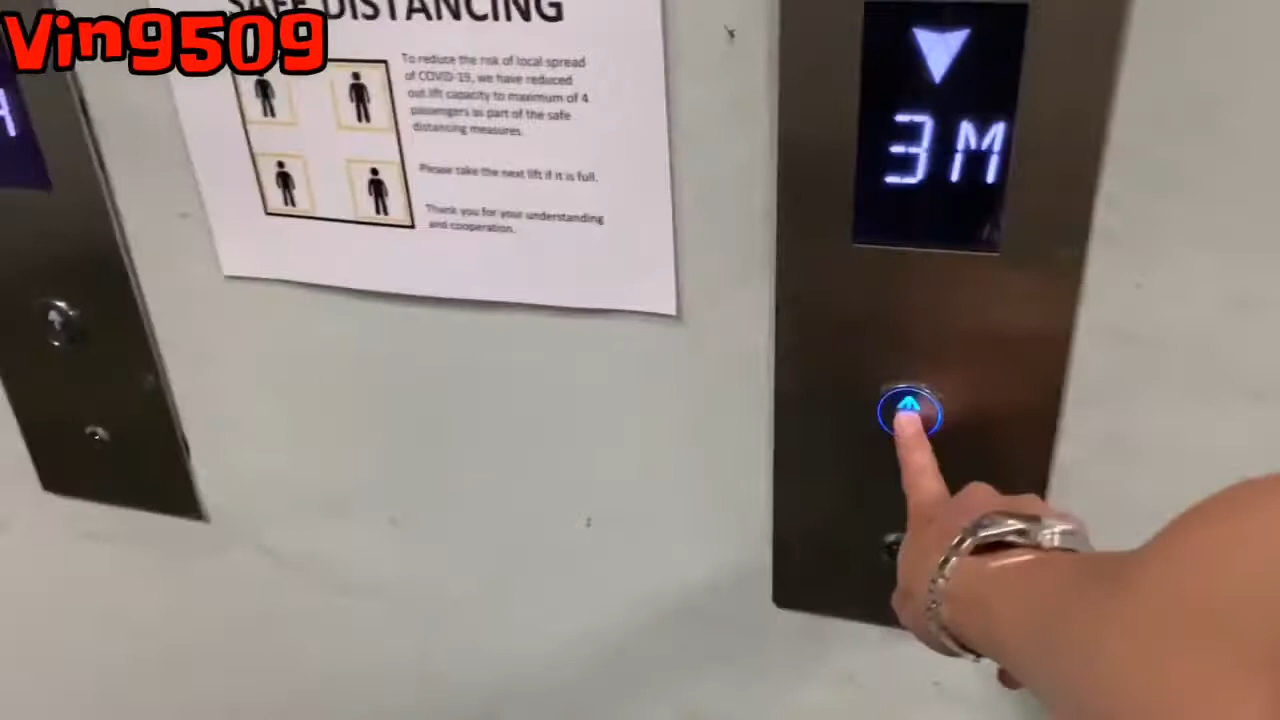 Vin9509
SAFE DISTANCING
To reduce the risk of local spread
of COVID-19, we have reduced
our lift capacity to maximum of 4
passengers as part of the safe
distancing measures.
Please take the next lift if it is full.
Thank you for your understanding
and cooperation.
3M